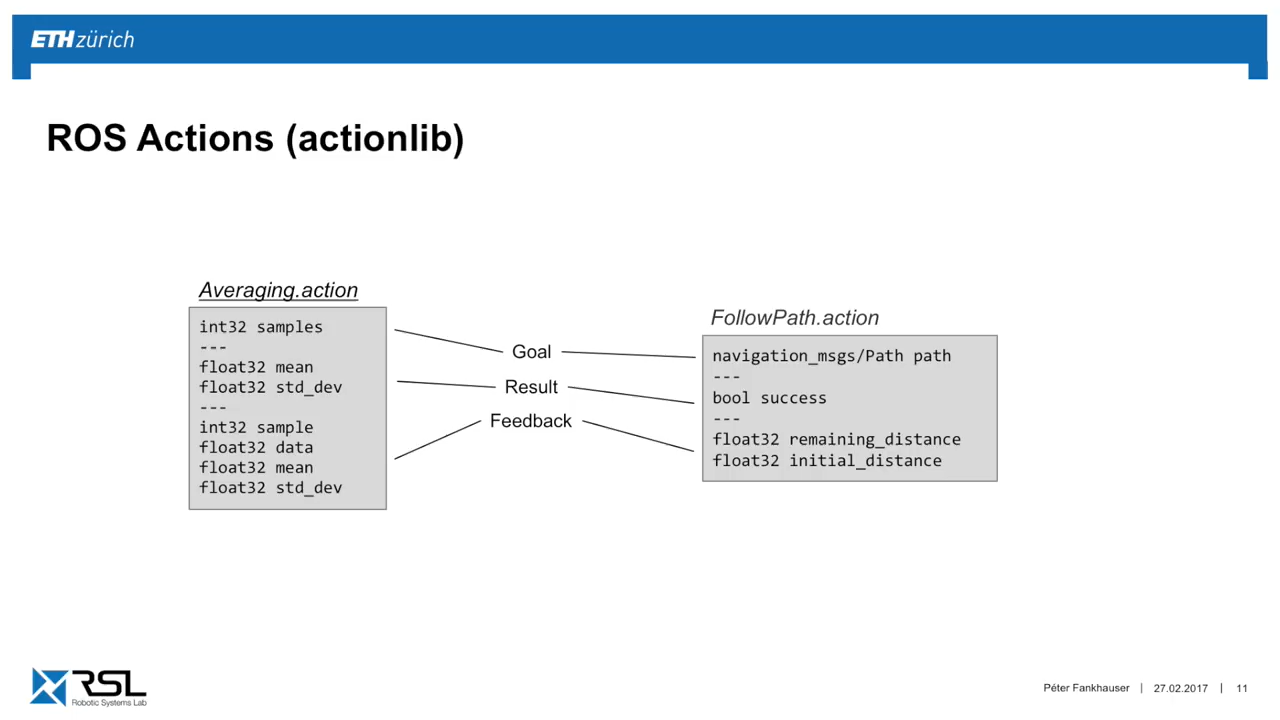 ETH zürich
ROS Actions (actionlib)
Averaging.action
int32 samples
---
float32 mean
float32 std_dev
---
int32 sample
float32 data
float32 mean
float32 std_dev
Goal
Result
Feedback
FollowPath.action
navigation_msgs/Path path
---
bool success
---
float32 remaining_distance
float32 initial_distance
RSL
Robotic Systems Lab
Péter Fankhauser | 27.02.2017 | 11